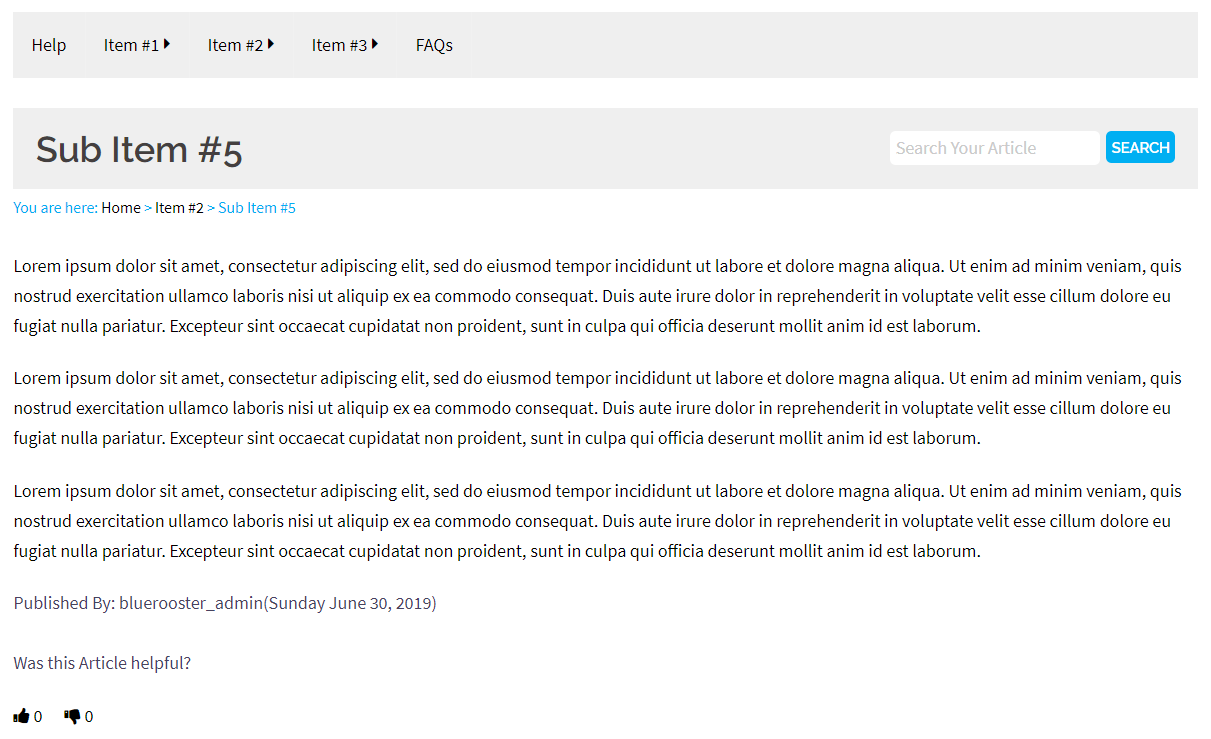 Help Item #1 Item #2 Item #3 FAQs
Sub Item #5
Search Your Article SEARCH
You are here: Home > Item #2 > Sub Item #5
Lorem ipsum dolor sit amet, consectetur adipiscing elit, sed do eiusmod tempor incididunt ut labore et dolore magna aliqua. Ut enim ad minim veniam, quis
nostrud exercitation ullamco laboris nisi ut aliquip ex ea commodo consequat. Duis aute irure dolor in reprehenderit in voluptate velit esse cillum dolore eu
fugiat nulla pariatur. Excepteur sint occaecat cupidatat non proident, sunt in culpa qui officia deserunt mollit anim id est laborum.
Lorem ipsum dolor sit amet, consectetur adipiscing elit, sed do eiusmod tempor incididunt ut labore et dolore magna aliqua. Ut enim ad minim veniam, quis
nostrud exercitation ullamco laboris nisi ut aliquip ex ea commodo consequat. Duis aute irure dolor in reprehenderit in voluptate velit esse cillum dolore eu
fugiat nulla pariatur. Excepteur sint occaecat cupidatat non proident, sunt in culpa qui officia deserunt mollit anim id est laborum.
Lorem ipsum dolor sit amet, consectetur adipiscing elit, sed do eiusmod tempor incididunt ut labore et dolore magna aliqua. Ut enim ad minim veniam, quis
nostrud exercitation ullamco laboris nisi ut aliquip ex ea commodo consequat. Duis aute irure dolor in reprehenderit in voluptate velit esse cillum dolore eu
fugiat nulla pariatur. Excepteur sint occaecat cupidatat non proident, sunt in culpa qui officia deserunt mollit anim id est laborum.
Published By: bluerooster_admin(Sunday June 30, 2019)
Was this Article helpful?
0 0